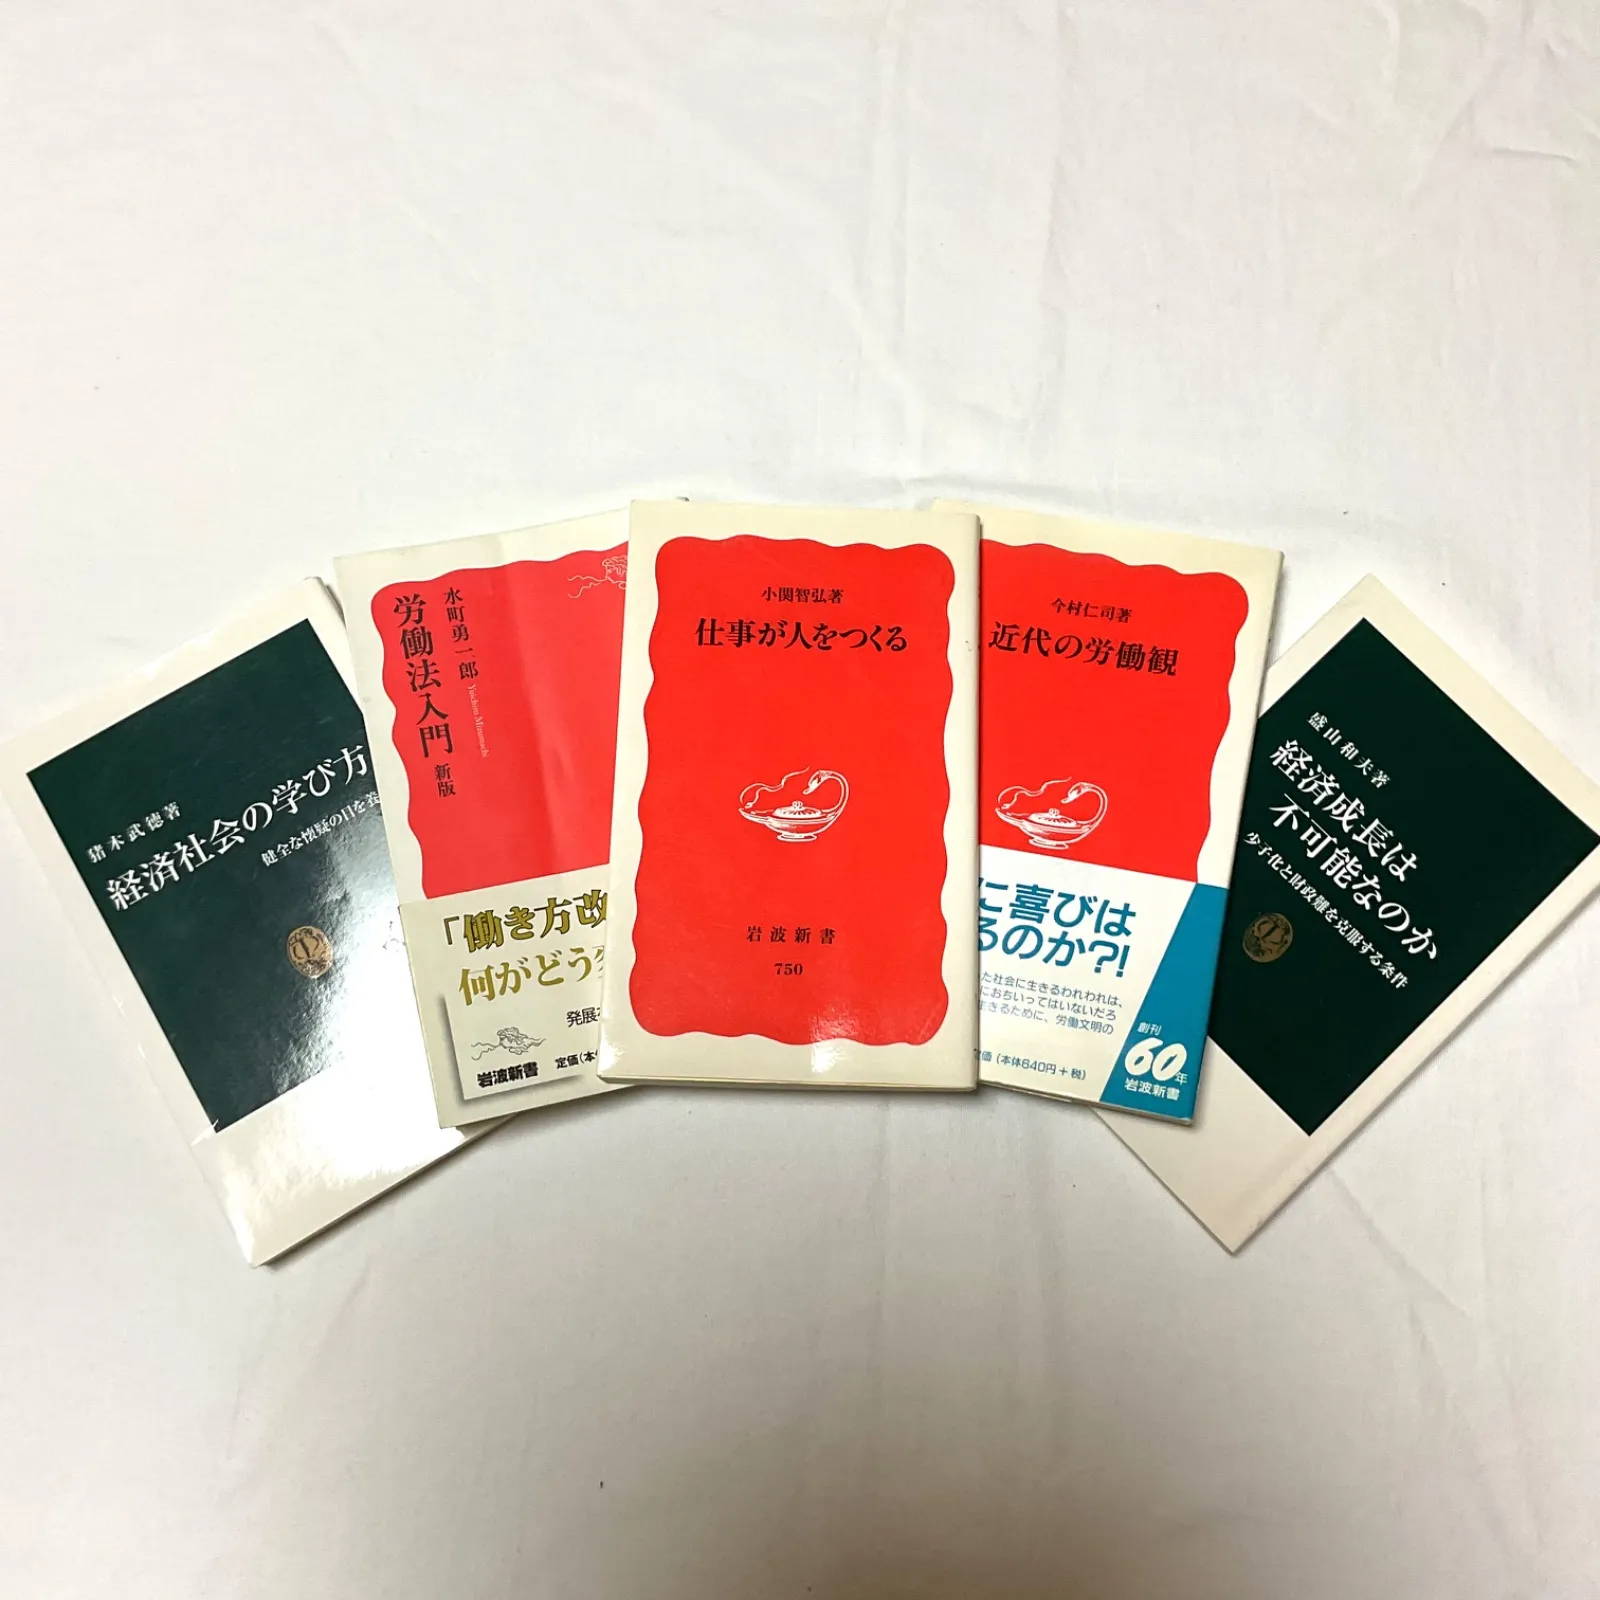 猪木武徳著
経済社会の学び方
健全な懐疑の目を養
水町勇一郎
Yuichiro Mizumachi
労働法入門 新版
「働き方改
何がどう変
発展
岩波新書
定価(本
小関智弘著
仕事が人をつくる
岩波新書
750
今村仁司著
近代の労働観
に喜びは
るのか?!
た社会に生きるわれわれは、
におちいってはいないだろ
生きるために、労働文明の
定価(本体640円+税)
創刊
60年
岩波新書
盛山和夫著
経済成長は
不可能なのか
少子化と財政難を克服する条件